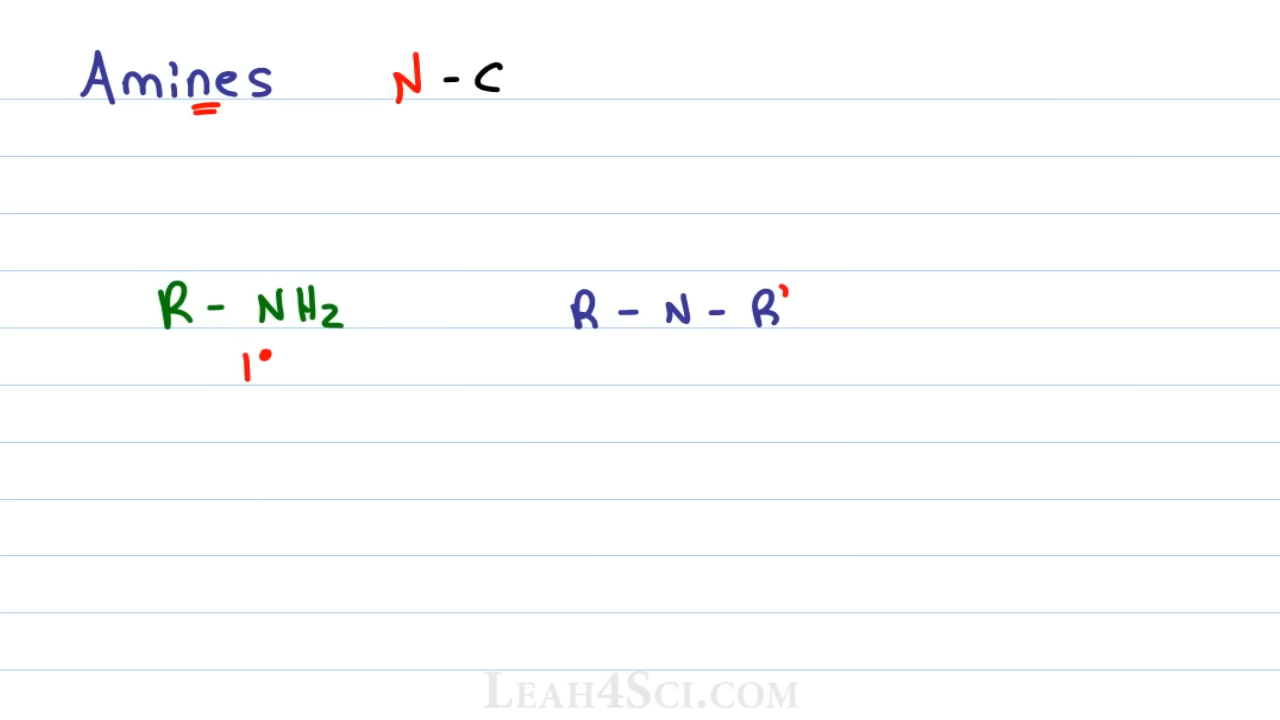 Amines N - C
R - NH₂ R - N - R'
1°
LEAH4SCI.COM